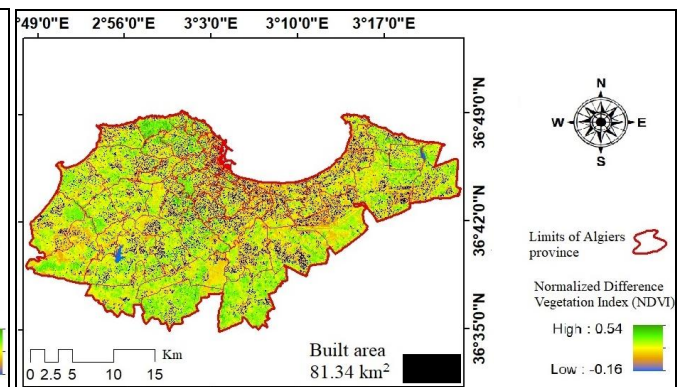 °49'0"E 2°56'0"E 3°3'0"E 3°10'0"E 3°17'0"E
36°49'0"N
36°42'0"N
36°35'0"N
N
W E
S
Limits of Algiers
province
Normalized Difference
Vegetation Index (NDVI)
High : 0.54
Low : -0.16
Built area
81.34 km²
Km
0 2.5 5 10 15